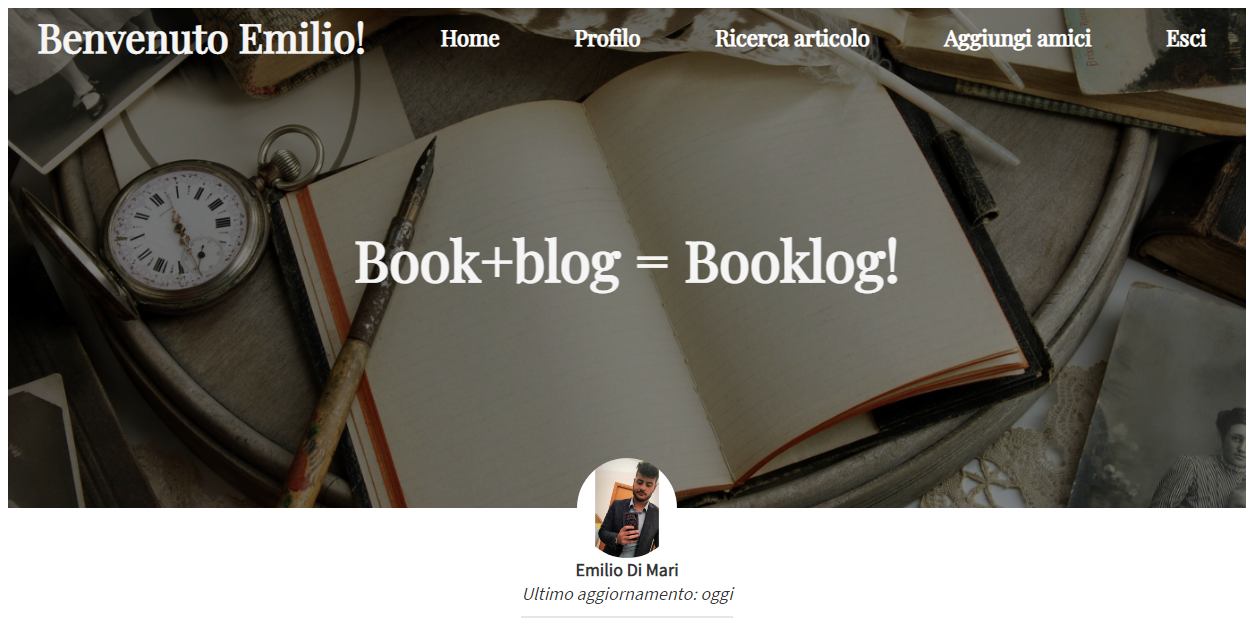 Benvenuto Emilio! Home Profilo Ricerca articolo Aggiungi amici Esci
Book+blog = Booklog!
Emilio Di Mari
Ultimo aggiornamento: oggi